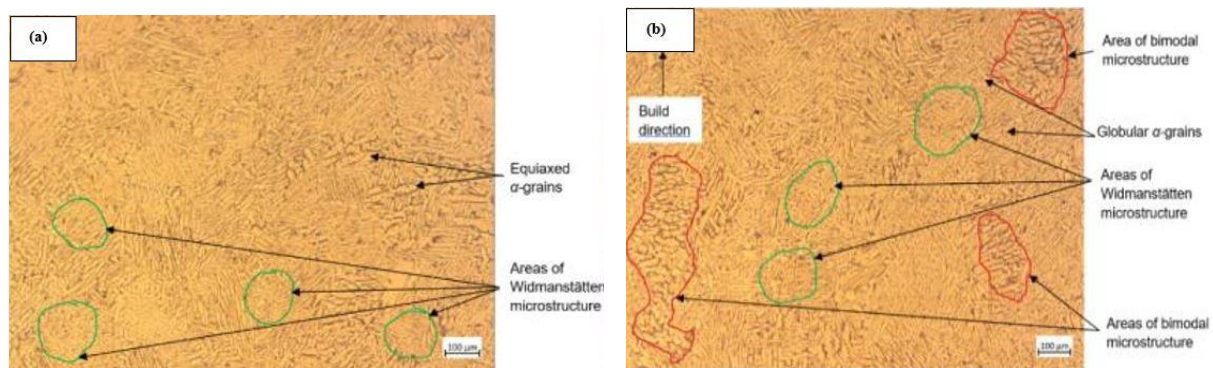 (a)
Equiaxed
α-grains
Areas of
Widmanstätten
microstructure
100 µm
(b)
Build
direction
Area of bimodal
microstructure
Globular α-grains
Areas of
Widmanstätten
microstructure
Areas of bimodal
microstructure
100 µm